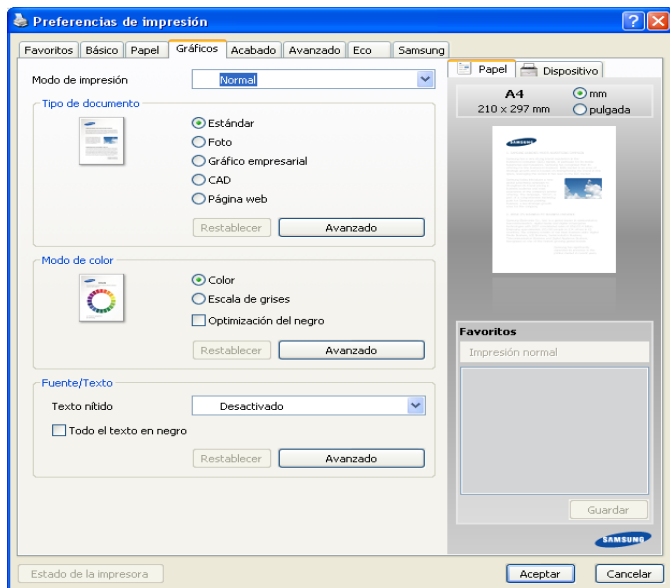 Preferencias de impresión
Favoritos Básico Papel Gráficos Acabado Avanzado Eco Samsung
Modo de impresión Normal
Tipo de documento
Estándar
Foto
Gráfico empresarial
CAD
Página web
Restablecer Avanzado
Modo de color
Color
Escala de grises
Optimización del negro
Restablecer Avanzado
Fuente/Texto
Texto nítido Desactivado
Todo el texto en negro
Restablecer Avanzado
Papel Dispositivo
A4 mm
210 x 297 mm pulgada
SAMSUNG
Favoritos
Impresión normal
Guardar
SAMSUNG
Estado de la impresora Aceptar Cancelar